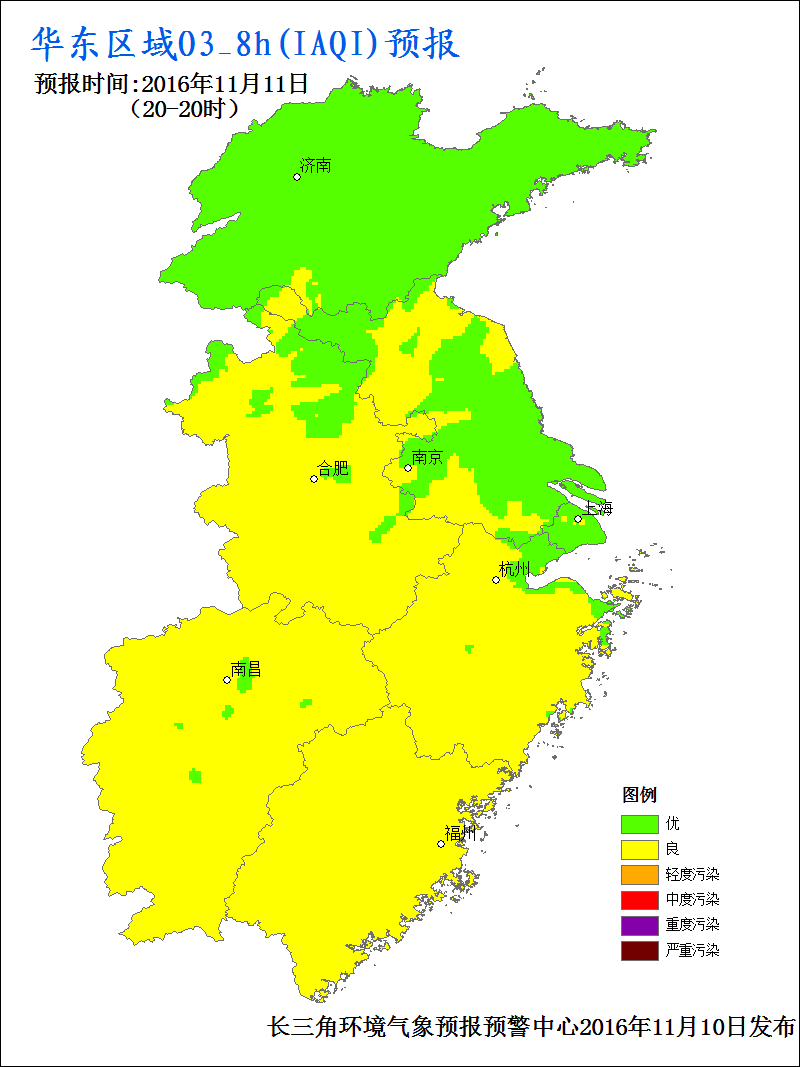 华东区域O3_8h(IAQI)预报
预报时间:2016年11月11日
（20-20时）
济南
南京
合肥
上海
杭州
南昌
福州
图例
优
良
轻度污染
中度污染
重度污染
严重污染
长三角环境气象预报预警中心2016年11月10日发布